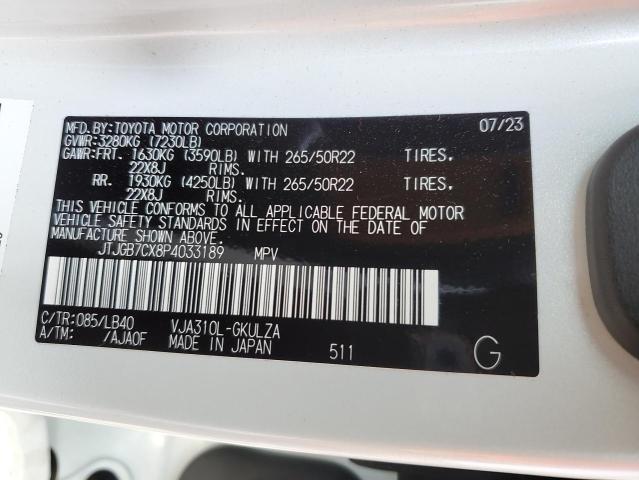 MFD.BY:TOYOTA MOTOR CORPORATION 07/23
GVWR:3280KG (7230LB)
GAWR:FRT. 1630KG (3590LB) WITH 265/50R22 TIRES.
22X8J RIMS.
RR. 1930KG (4250LB) WITH 265/50R22 TIRES.
22X8J RIMS.
THIS VEHICLE CONFORMS TO ALL APPLICABLE FEDERAL MOTOR
VEHICLE SAFETY STANDARDS IN EFFECT ON THE DATE OF
MANUFACTURE SHOWN ABOVE.
JTJGB7CX8P4033189 MPV
C/TR:085/LB40 VJA310L-GKULZA
A/TM: /AJA0F MADE IN JAPAN 511 G